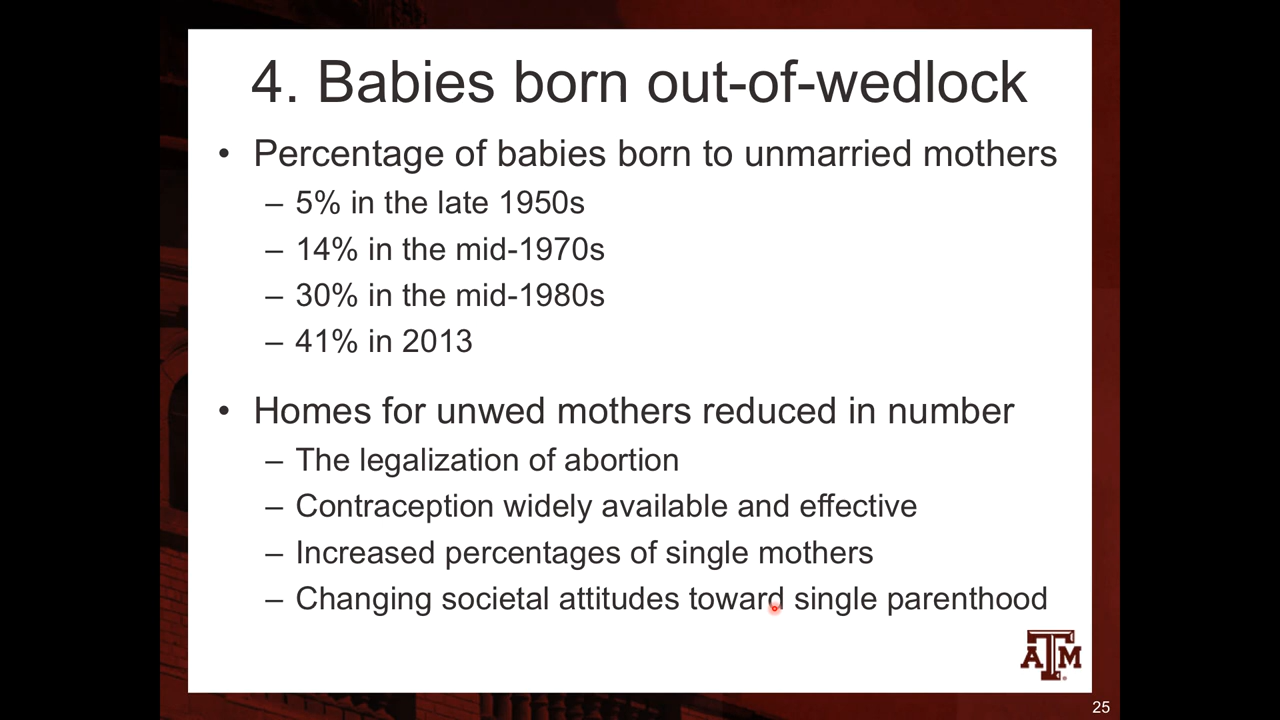 4. Babies born out-of-wedlock
• Percentage of babies born to unmarried mothers
– 5% in the late 1950s
– 14% in the mid-1970s
– 30% in the mid-1980s
– 41% in 2013
• Homes for unwed mothers reduced in number
– The legalization of abortion
– Contraception widely available and effective
– Increased percentages of single mothers
– Changing societal attitudes toward single parenthood
ATM
25